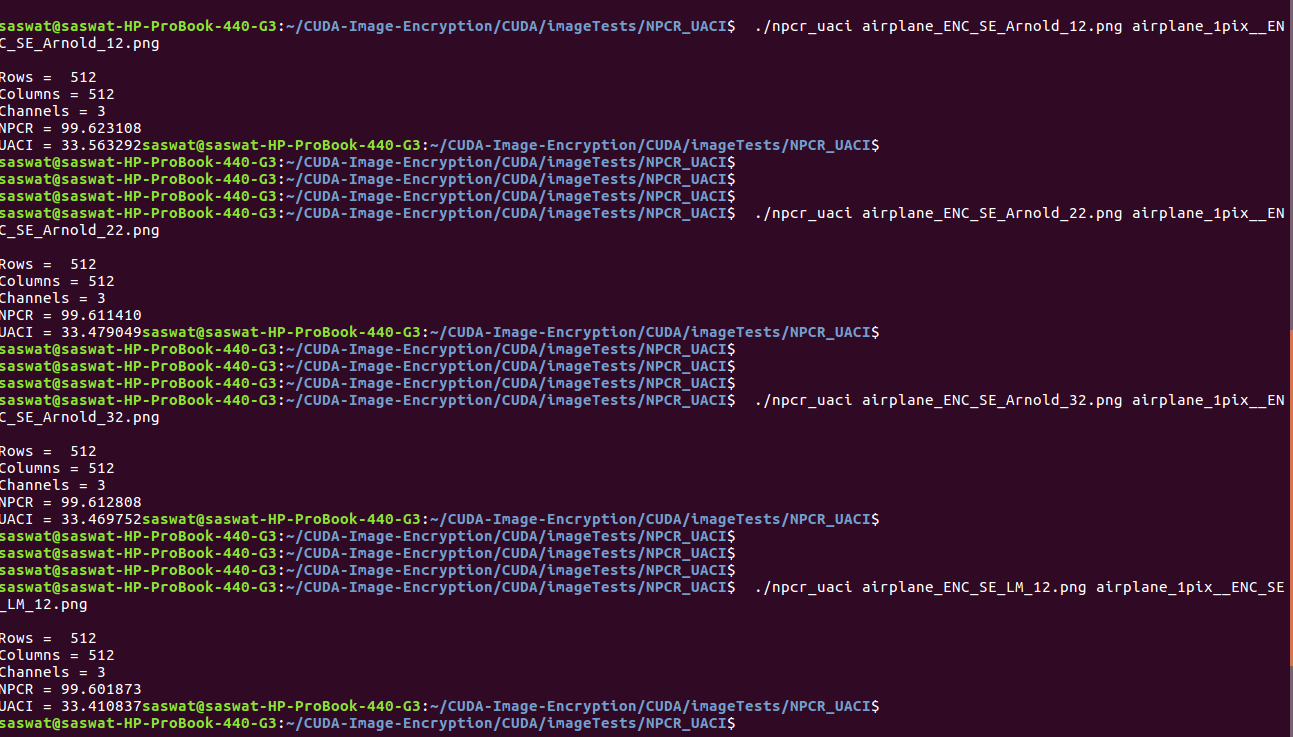 saswat@saswat-HP-ProBook-440-G3:~/CUDA-Image-Encryption/CUDA/imageTests/NPCR_UACI$  ./npcr_uaci airplane_ENC_SE_Arnold_12.png airplane_1pix__EN
C_SE_Arnold_12.png
Rows =  512
Columns = 512
Channels = 3
NPCR = 99.623108
UACI = 33.563292saswat@saswat-HP-ProBook-440-G3:~/CUDA-Image-Encryption/CUDA/imageTests/NPCR_UACI$
saswat@saswat-HP-ProBook-440-G3:~/CUDA-Image-Encryption/CUDA/imageTests/NPCR_UACI$
saswat@saswat-HP-ProBook-440-G3:~/CUDA-Image-Encryption/CUDA/imageTests/NPCR_UACI$
saswat@saswat-HP-ProBook-440-G3:~/CUDA-Image-Encryption/CUDA/imageTests/NPCR_UACI$
saswat@saswat-HP-ProBook-440-G3:~/CUDA-Image-Encryption/CUDA/imageTests/NPCR_UACI$  ./npcr_uaci airplane_ENC_SE_Arnold_22.png airplane_1pix__EN
C_SE_Arnold_22.png
Rows =  512
Columns = 512
Channels = 3
NPCR = 99.611410
UACI = 33.479049saswat@saswat-HP-ProBook-440-G3:~/CUDA-Image-Encryption/CUDA/imageTests/NPCR_UACI$
saswat@saswat-HP-ProBook-440-G3:~/CUDA-Image-Encryption/CUDA/imageTests/NPCR_UACI$
saswat@saswat-HP-ProBook-440-G3:~/CUDA-Image-Encryption/CUDA/imageTests/NPCR_UACI$
saswat@saswat-HP-ProBook-440-G3:~/CUDA-Image-Encryption/CUDA/imageTests/NPCR_UACI$
saswat@saswat-HP-ProBook-440-G3:~/CUDA-Image-Encryption/CUDA/imageTests/NPCR_UACI$  ./npcr_uaci airplane_ENC_SE_Arnold_32.png airplane_1pix__EN
C_SE_Arnold_32.png
Rows =  512
Columns = 512
Channels = 3
NPCR = 99.612808
UACI = 33.469752saswat@saswat-HP-ProBook-440-G3:~/CUDA-Image-Encryption/CUDA/imageTests/NPCR_UACI$
saswat@saswat-HP-ProBook-440-G3:~/CUDA-Image-Encryption/CUDA/imageTests/NPCR_UACI$
saswat@saswat-HP-ProBook-440-G3:~/CUDA-Image-Encryption/CUDA/imageTests/NPCR_UACI$
saswat@saswat-HP-ProBook-440-G3:~/CUDA-Image-Encryption/CUDA/imageTests/NPCR_UACI$
saswat@saswat-HP-ProBook-440-G3:~/CUDA-Image-Encryption/CUDA/imageTests/NPCR_UACI$  ./npcr_uaci airplane_ENC_SE_LM_12.png airplane_1pix__ENC_SE
_LM_12.png
Rows =  512
Columns = 512
Channels = 3
NPCR = 99.601873
UACI = 33.410837saswat@saswat-HP-ProBook-440-G3:~/CUDA-Image-Encryption/CUDA/imageTests/NPCR_UACI$
saswat@saswat-HP-ProBook-440-G3:~/CUDA-Image-Encryption/CUDA/imageTests/NPCR_UACI$